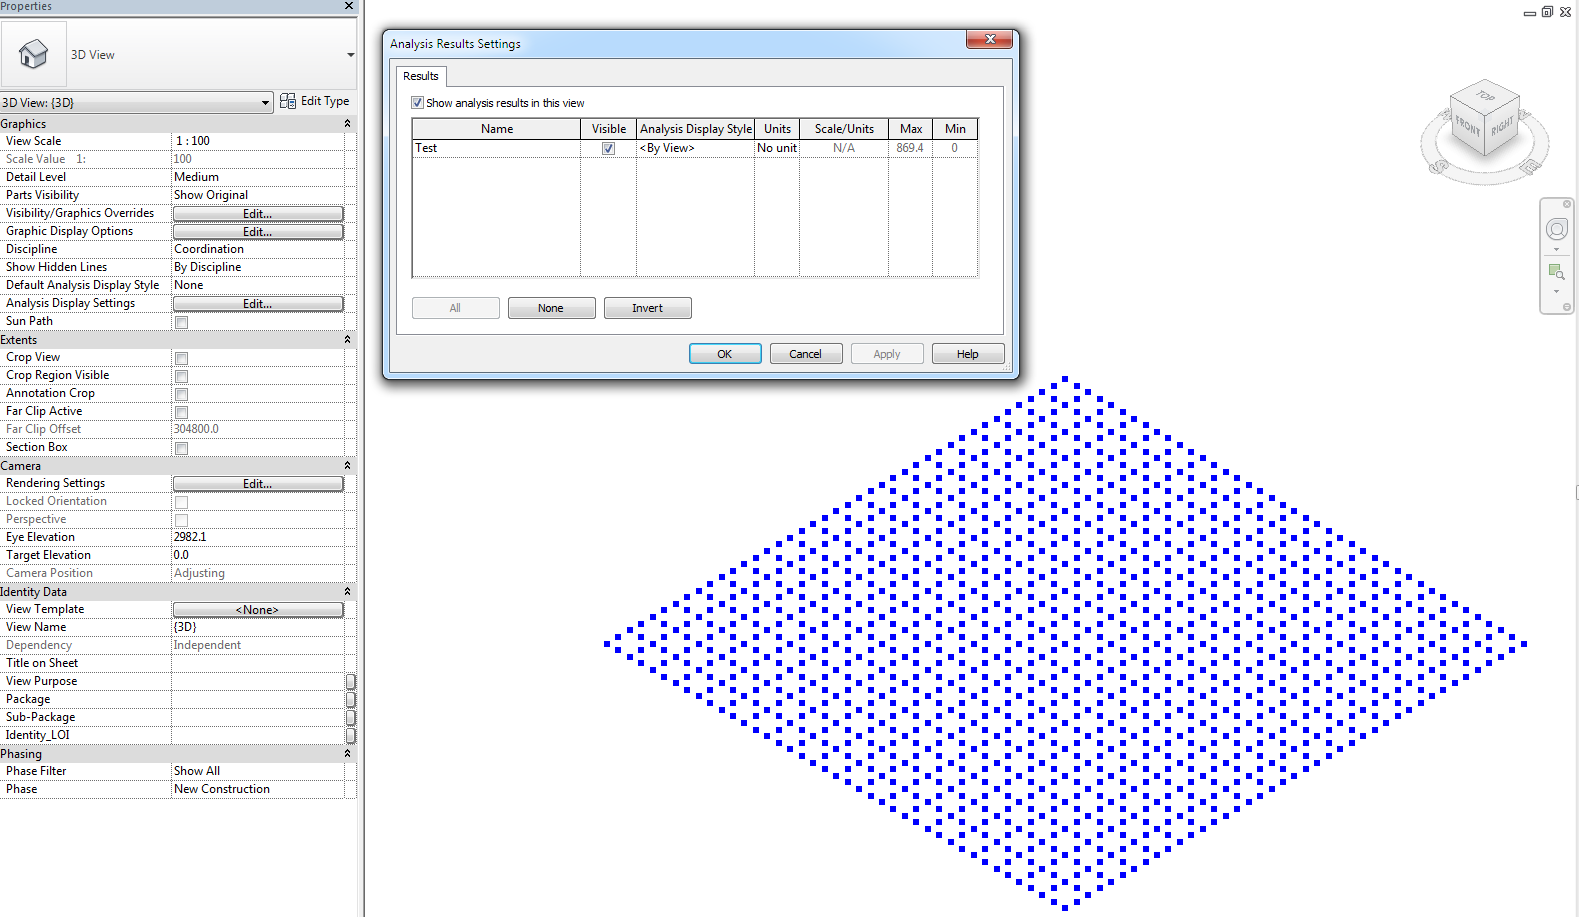 Properties
3D View
3D View: {3D}
Edit Type
Graphics
View Scale 1 : 100
Scale Value 1: 100
Detail Level Medium
Parts Visibility Show Original
Visibility/Graphics Overrides Edit...
Graphic Display Options Edit...
Discipline Coordination
Show Hidden Lines By Discipline
Default Analysis Display Style None
Analysis Display Settings Edit...
Sun Path
Extents
Crop View
Crop Region Visible
Annotation Crop
Far Clip Active
Far Clip Offset 304800.0
Section Box
Camera
Rendering Settings Edit...
Locked Orientation
Perspective
Eye Elevation 2982.1
Target Elevation 0.0
Camera Position Adjusting
Identity Data
View Template <None>
View Name {3D}
Dependency Independent
Title on Sheet
View Purpose
Package
Sub-Package
Identity_LOI
Phasing
Phase Filter Show All
Phase New Construction
Analysis Results Settings
Results
Show analysis results in this view
Name Visible Analysis Display Style Units Scale/Units Max Min
Test <By View> No unit N/A 869.4 0
All None Invert
OK Cancel Apply Help
TOP
FRONT RIGHT
S E